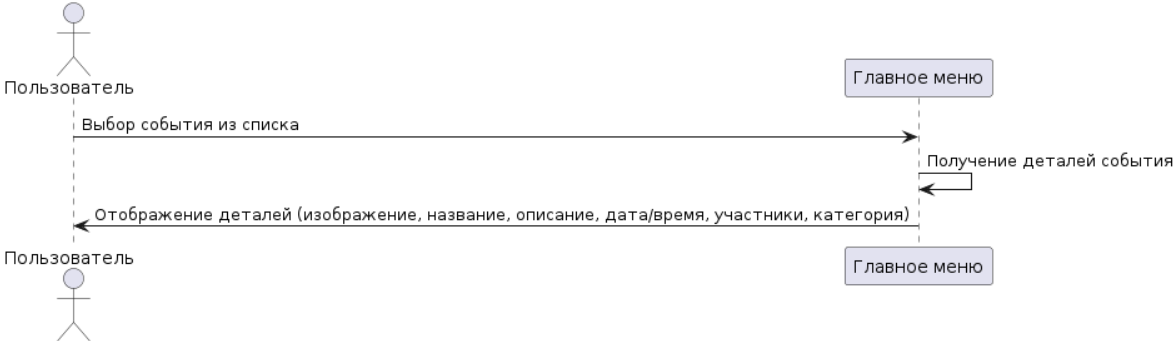 Пользователь
Главное меню
Выбор события из списка
Получение деталей события
Отображение деталей (изображение, название, описание, дата/время, участники, категория)
Пользователь
Главное меню